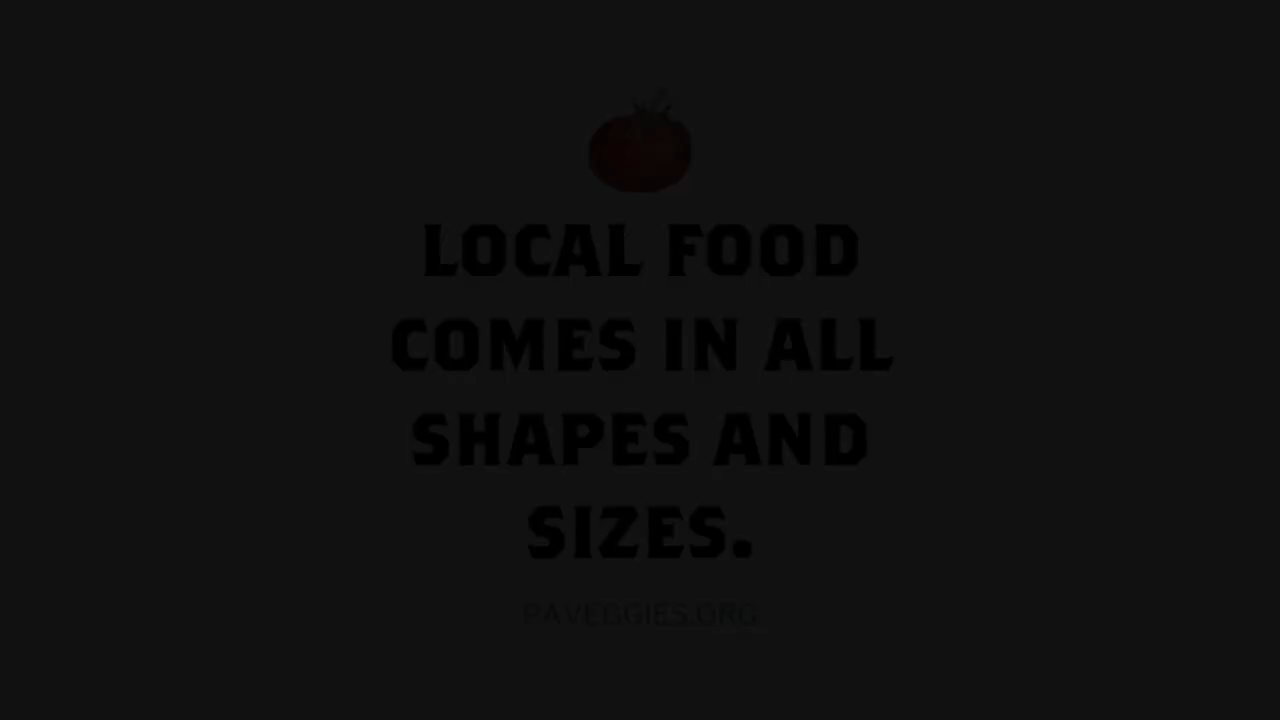 LOCAL FOOD
COMES IN ALL
SHAPES AND
SIZES.
PAVEGGIES.ORG